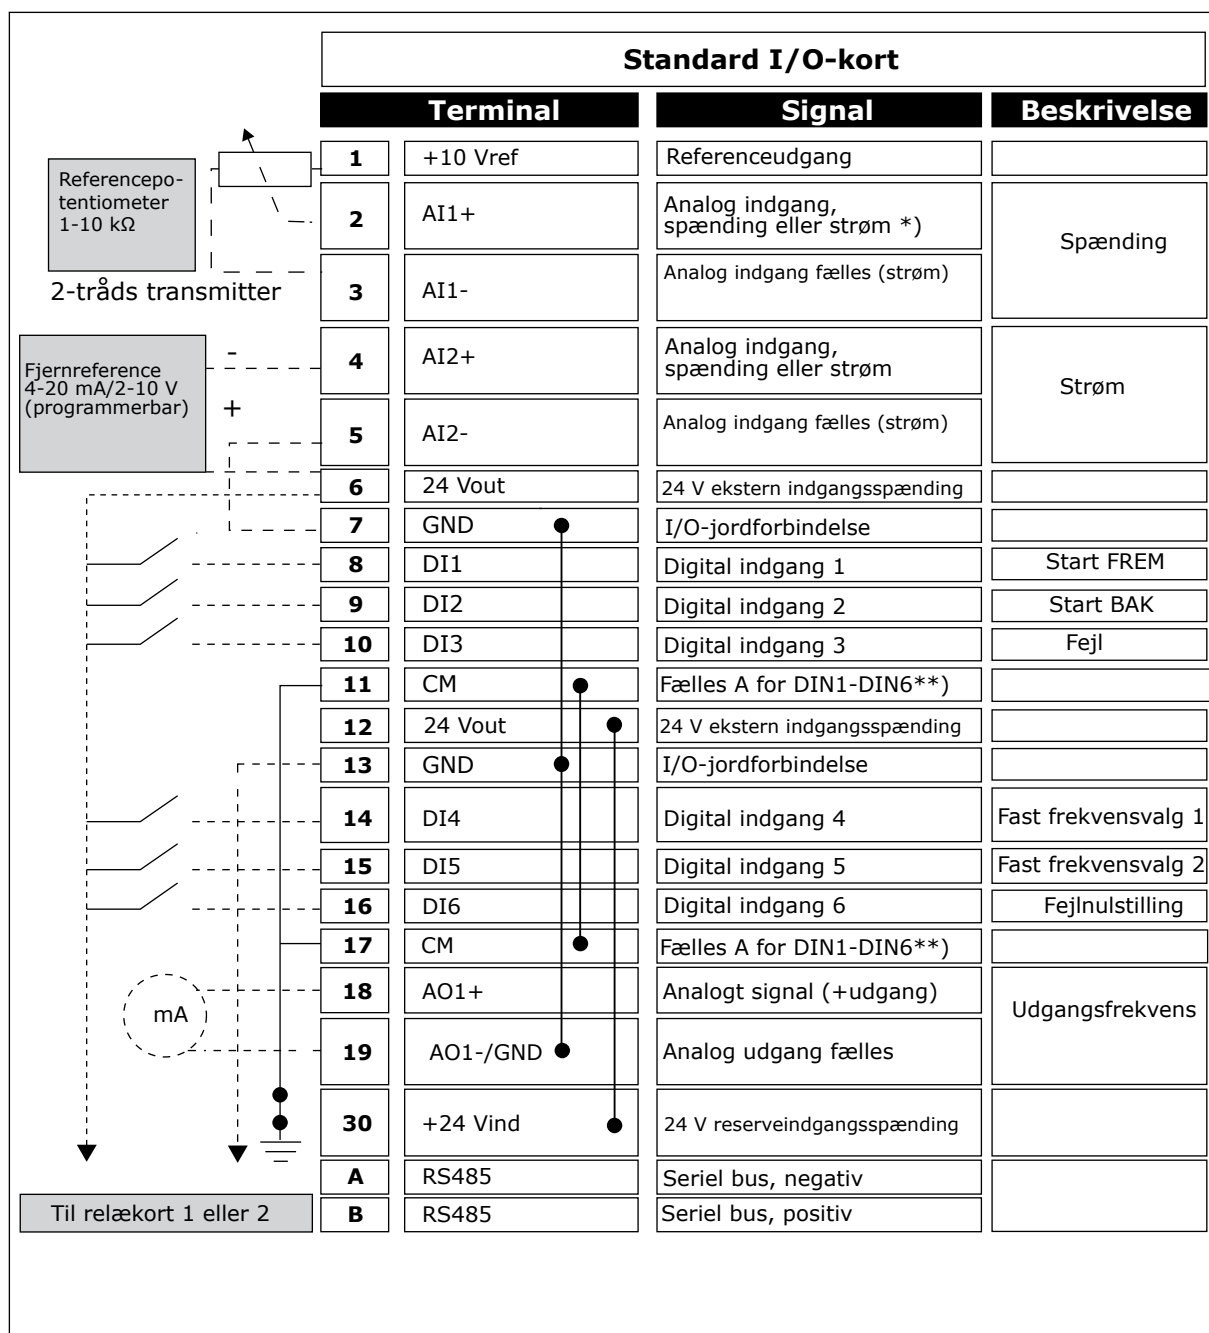 Standard I/O-kort
Terminal Signal Beskrivelse
1 +10 Vref Referenceudgang
Referencepo-
tentiometer
1-10 kΩ
2 AI1+ Analog indgang,
spænding eller strøm *)
Spænding
3 AI1- Analog indgang fælles (strøm)
2-tråds transmitter
4 AI2+ Analog indgang,
spænding eller strøm
Strøm
Fjernreference
4-20 mA/2-10 V
(programmerbar)
-
+
5 AI2- Analog indgang fælles (strøm)
6 24 Vout 24 V ekstern indgangsspænding
7 GND I/O-jordforbindelse
8 DI1 Digital indgang 1 Start FREM
9 DI2 Digital indgang 2 Start BAK
10 DI3 Digital indgang 3 Fejl
11 CM Fælles A for DIN1-DIN6**)
12 24 Vout 24 V ekstern indgangsspænding
13 GND I/O-jordforbindelse
14 DI4 Digital indgang 4 Fast frekvensvalg 1
15 DI5 Digital indgang 5 Fast frekvensvalg 2
16 DI6 Digital indgang 6 Fejlnulstilling
17 CM Fælles A for DIN1-DIN6**)
18 AO1+ Analogt signal (+udgang)
Udgangsfrekvens
mA
19 AO1-/GND Analog udgang fælles
30 +24 Vind 24 V reserveindgangsspænding
A RS485 Seriel bus, negativ
B RS485 Seriel bus, positiv
Til relækort 1 eller 2